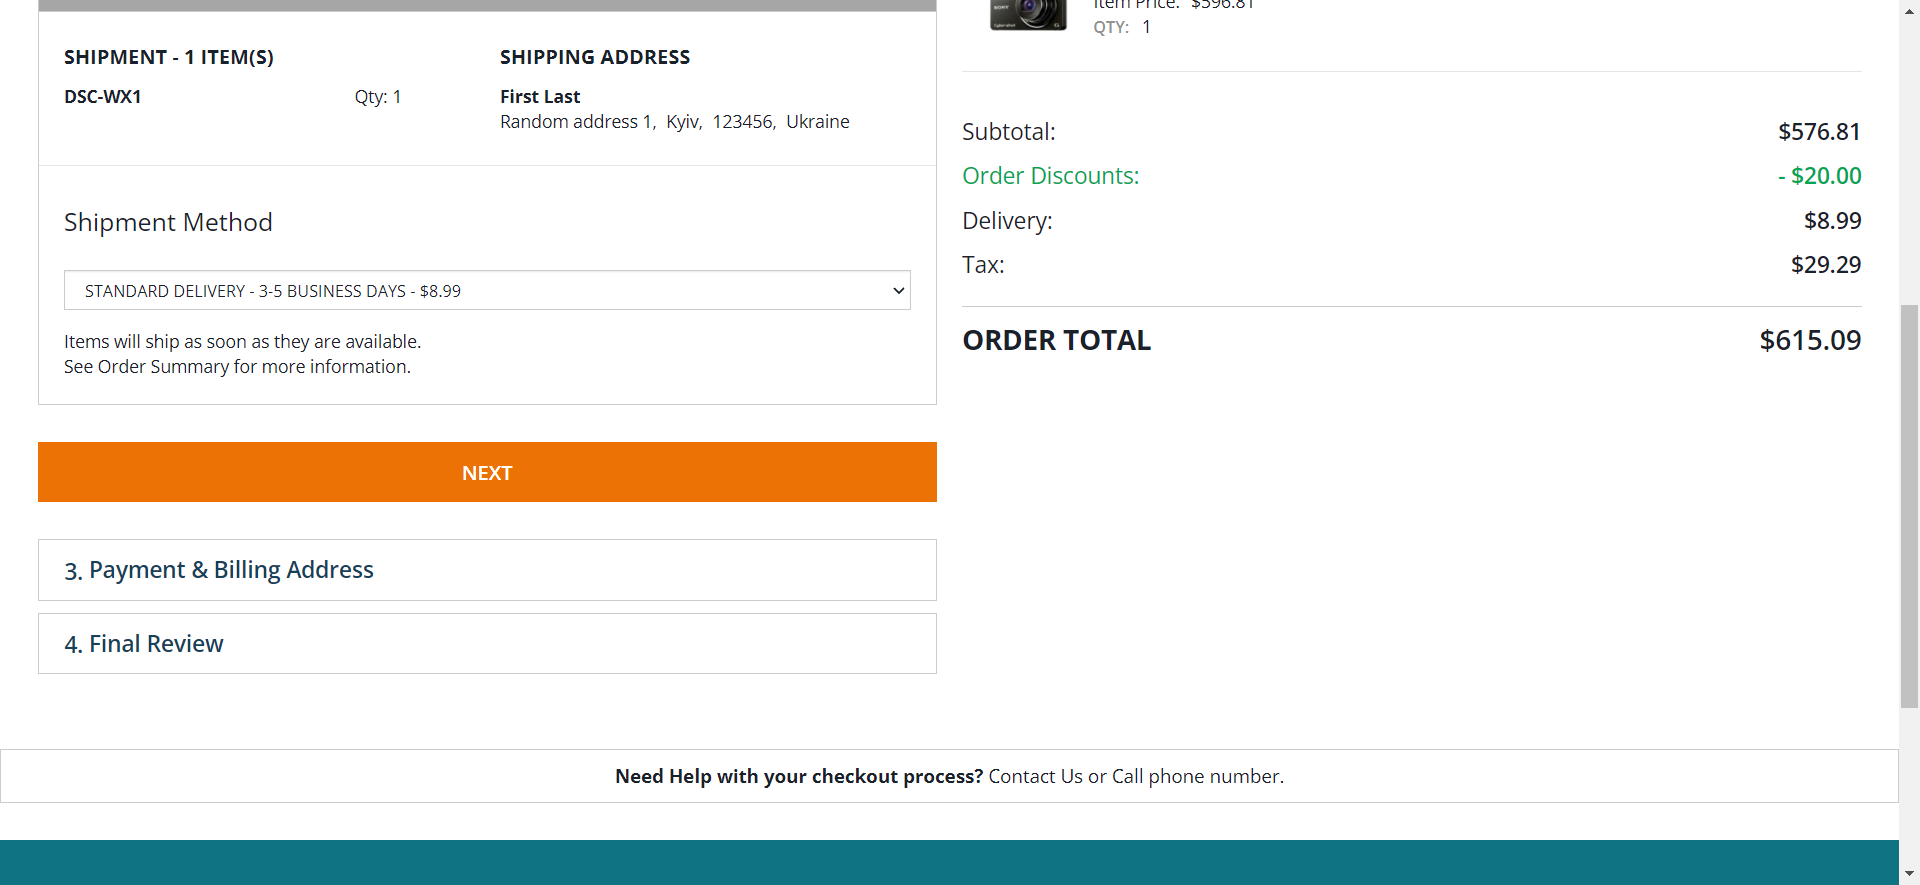 SHIPMENT - 1 ITEM(S)
DSC-WX1 Qty: 1
SHIPPING ADDRESS
First Last
Random address 1, Kyiv, 123456, Ukraine
Shipment Method
STANDARD DELIVERY - 3-5 BUSINESS DAYS - $8.99
Items will ship as soon as they are available.
See Order Summary for more information.
NEXT
3. Payment & Billing Address
4. Final Review
SONY
Cyber-shot
Item Price: $596.81
QTY: 1
Subtotal: $576.81
Order Discounts: - $20.00
Delivery: $8.99
Tax: $29.29
ORDER TOTAL $615.09
Need Help with your checkout process? Contact Us or Call phone number.